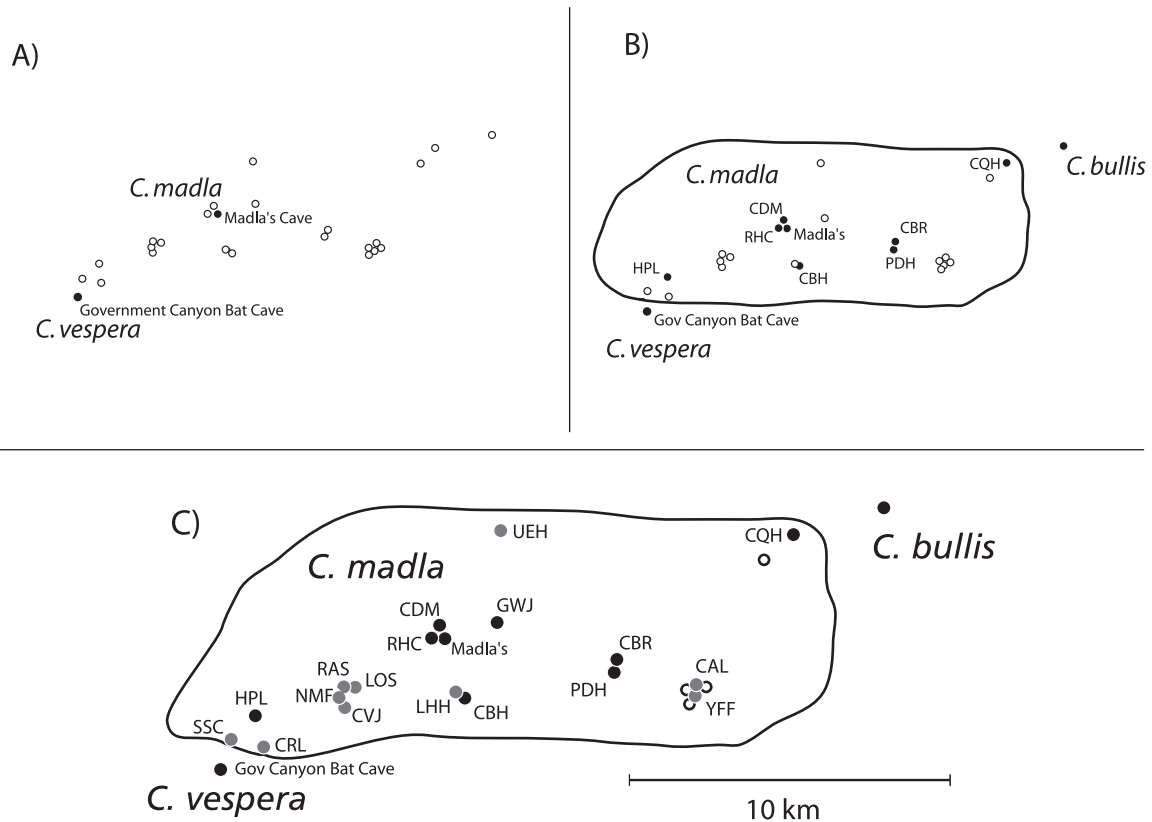 A)
C. madla
Madla's Cave
Government Canyon Bat Cave
C. vespera
B)
C. madla
CQH
C. bullis
CDM
RHC
Madla's
CBR
PDH
HPL
CBH
Gov Canyon Bat Cave
C. vespera
C)
UEH
CQH
C. bullis
C. madla
CDM
GWJ
RHC
Madla's
CBR
RAS
LOS
CAL
HPL
NMF
PDH
LHH
CBH
YFF
CVJ
SSC
CRL
Gov Canyon Bat Cave
C. vespera
10 km